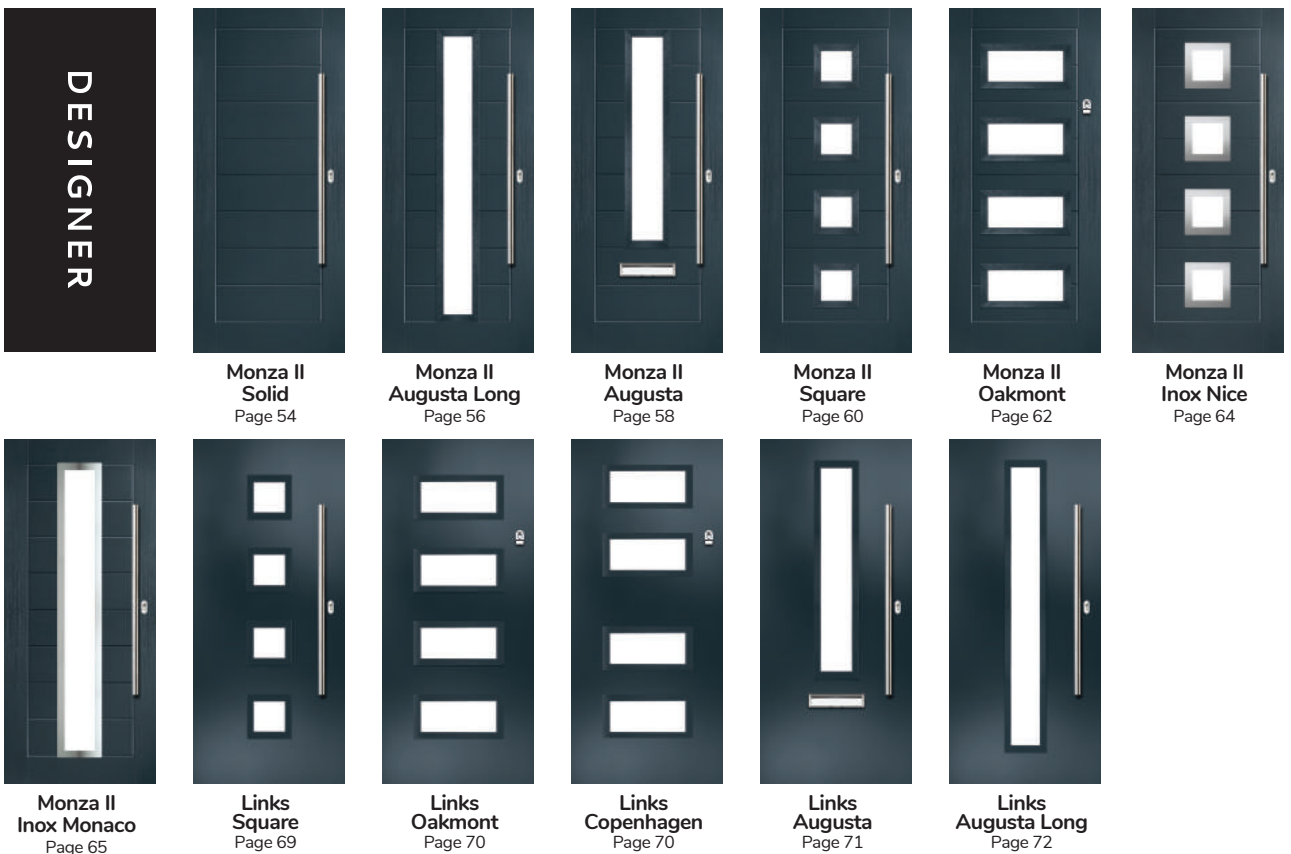 DESIGNER
Monza II
Solid
Page 54
Monza II
Augusta Long
Page 56
Monza II
Augusta
Page 58
Monza II
Square
Page 60
Monza II
Oakmont
Page 62
Monza II
Inox Nice
Page 64
Monza II
Inox Monaco
Page 65
Links
Square
Page 69
Links
Oakmont
Page 70
Links
Copenhagen
Page 70
Links
Augusta
Page 71
Links
Augusta Long
Page 72